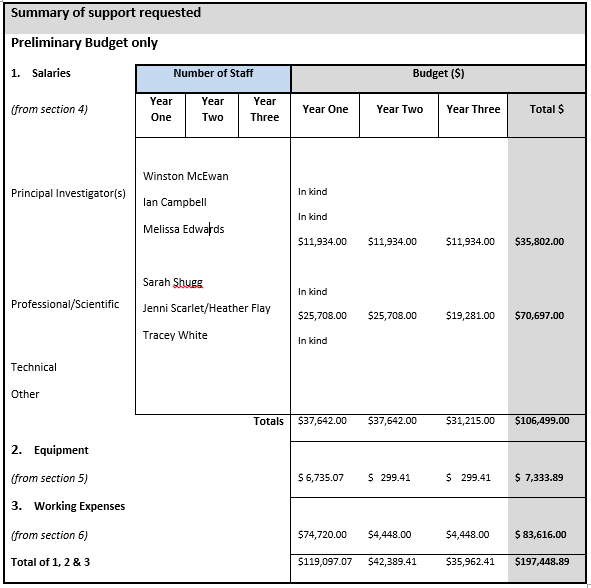 Summary of support requested
Preliminary Budget only
1. Salaries Number of Staff Budget ($)
(from section 4) Year One Year Two Year Three Year One Year Two Year Three Total $
Winston McEwan
Principal Investigator(s) In kind
Ian Campbell
In kind
Melissa Edwards
$11,934.00 $11,934.00 $11,934.00 $35,802.00
Sarah Shugg
In kind
Professional/Scientific Jenni Scarlet/Heather Flay
$25,708.00 $25,708.00 $19,281.00 $70,697.00
Tracey White
In kind
Technical
Other
Totals $37,642.00 $37,642.00 $31,215.00 $106,499.00
2. Equipment
(from section 5) $ 6,735.07 $ 299.41 $ 299.41 $ 7,333.89
3. Working Expenses
(from section 6) $74,720.00 $4,448.00 $4,448.00 $ 83,616.00
Total of 1, 2 & 3 $119,097.07 $42,389.41 $35,962.41 $197,448.89